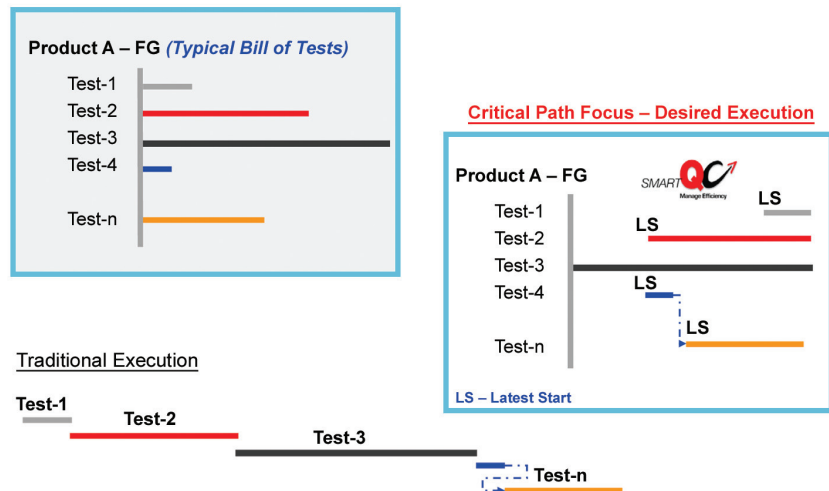 Product A – FG (Typical Bill of Tests)
Test-1
Test-2
Test-3
Test-4
Test-n
Critical Path Focus – Desired Execution
Product A – FG
SMART QC
Manage Efficiency
Test-1
LS
Test-2
LS
Test-3
Test-4
LS
Test-n
LS
LS – Latest Start
Traditional Execution
Test-1
Test-2
Test-3
Test-n